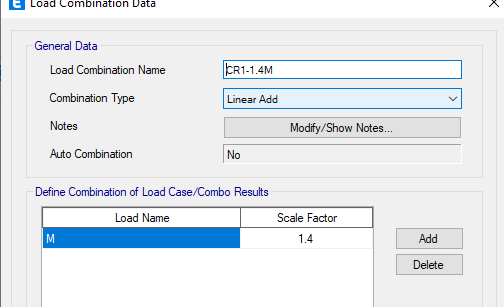 Load Combination Data
General Data
Load Combination Name
CR1-1.4M
Combination Type
Linear Add
Notes
Modify/Show Notes...
Auto Combination
No
Define Combination of Load Case/Combo Results
Load Name
Scale Factor
M
1.4
Add
Delete